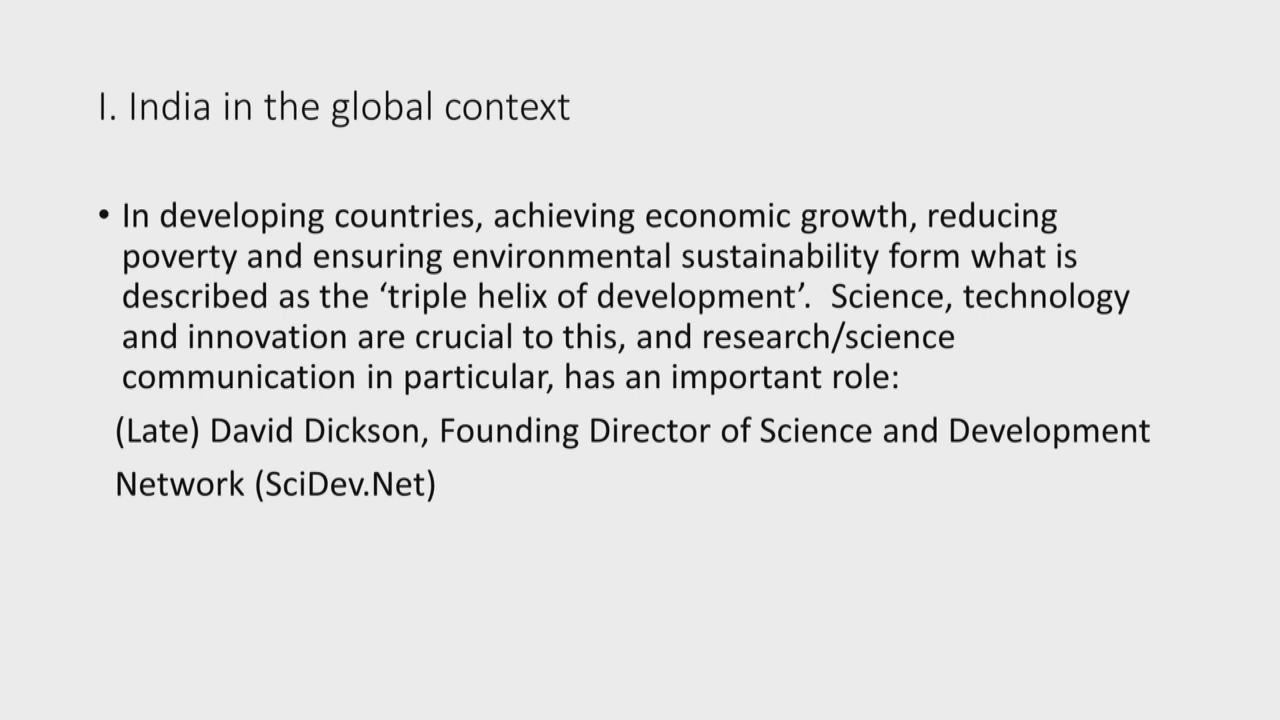 I. India in the global context
• In developing countries, achieving economic growth, reducing
poverty and ensuring environmental sustainability form what is
described as the ‘triple helix of development’.  Science, technology
and innovation are crucial to this, and research/science
communication in particular, has an important role:
(Late) David Dickson, Founding Director of Science and Development
Network (SciDev.Net)